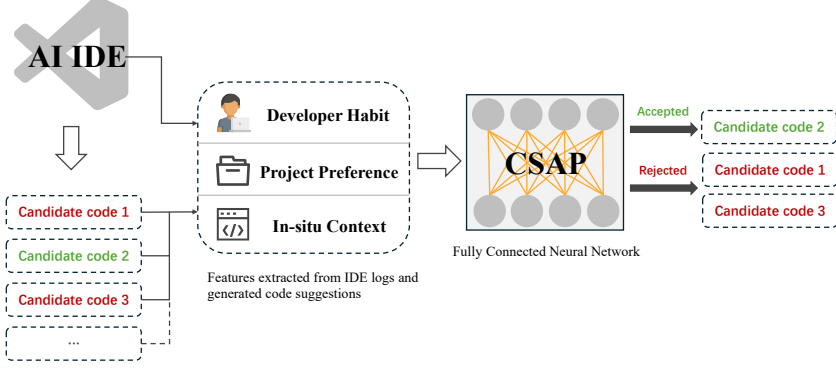 AI IDE
Candidate code 1
Candidate code 2
Candidate code 3
...
Developer Habit
Project Preference
</>
In-situ Context
Features extracted from IDE logs and
generated code suggestions
CSAP
Fully Connected Neural Network
Accepted
Rejected
Candidate code 2
Candidate code 1
Candidate code 3